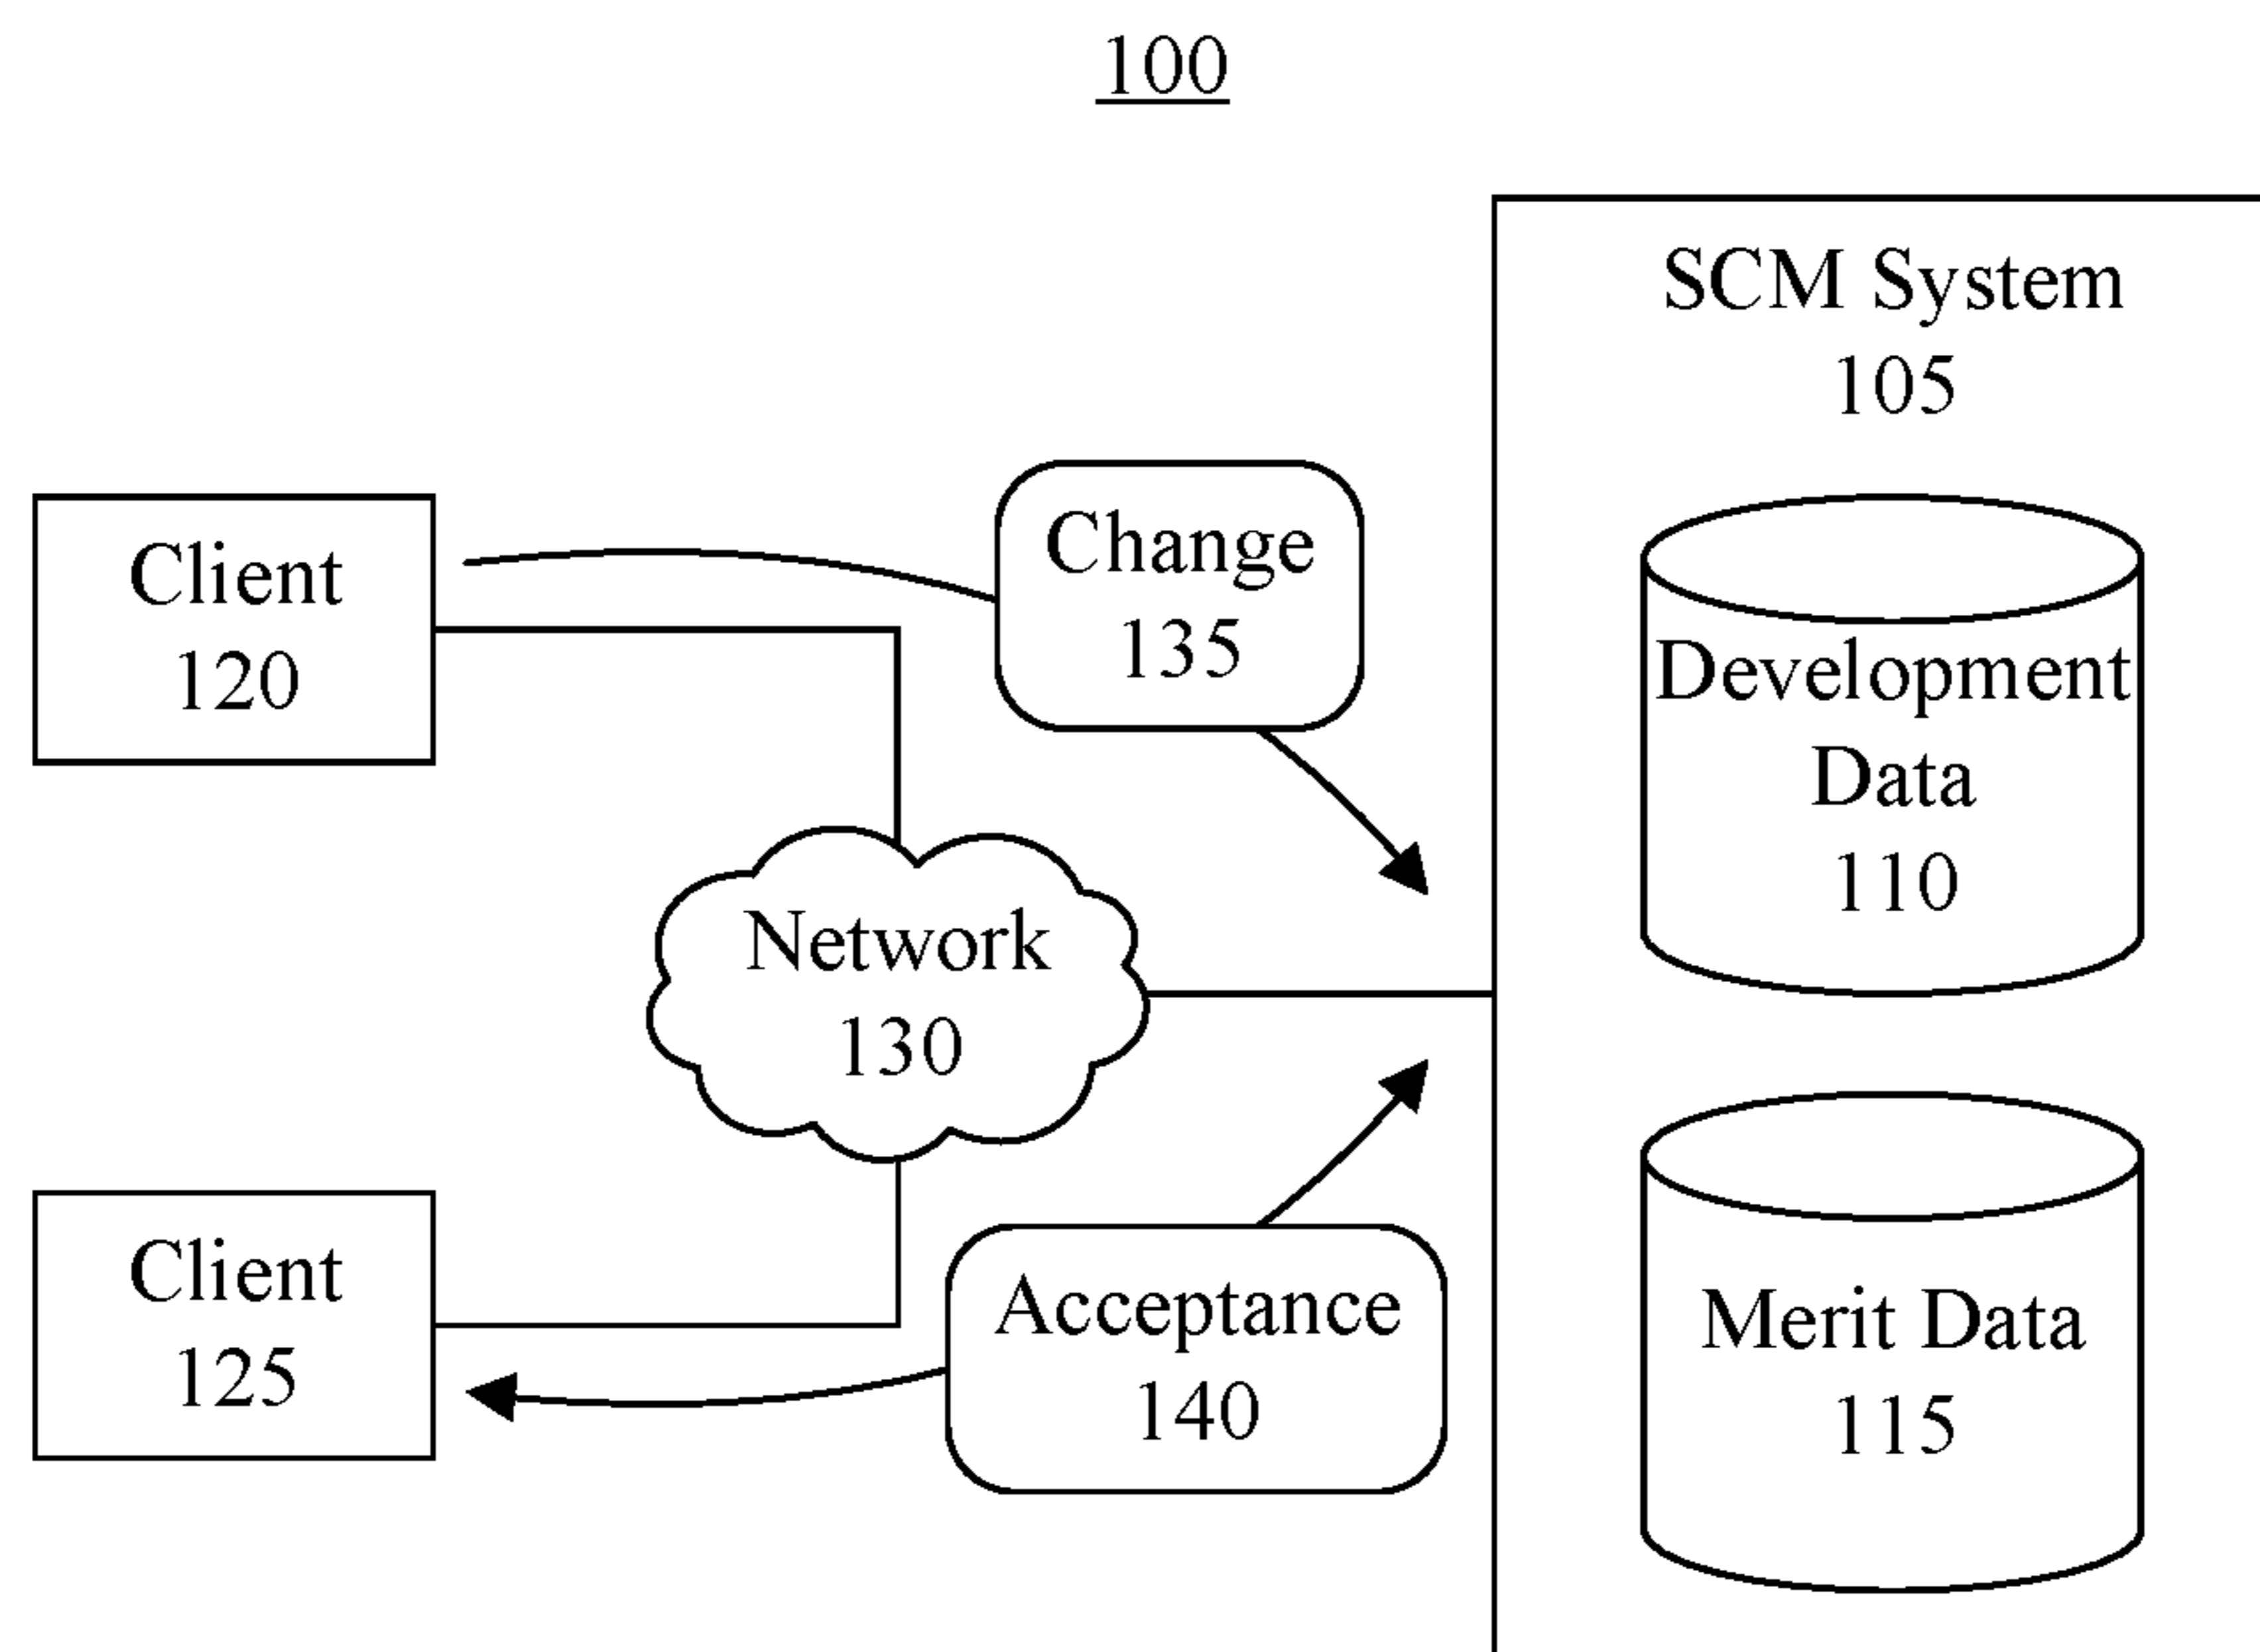 100
SCM System
105
Client
120
Change
135
Development
Data
110
Network
130
Client
125
Acceptance
140
Merit Data
115